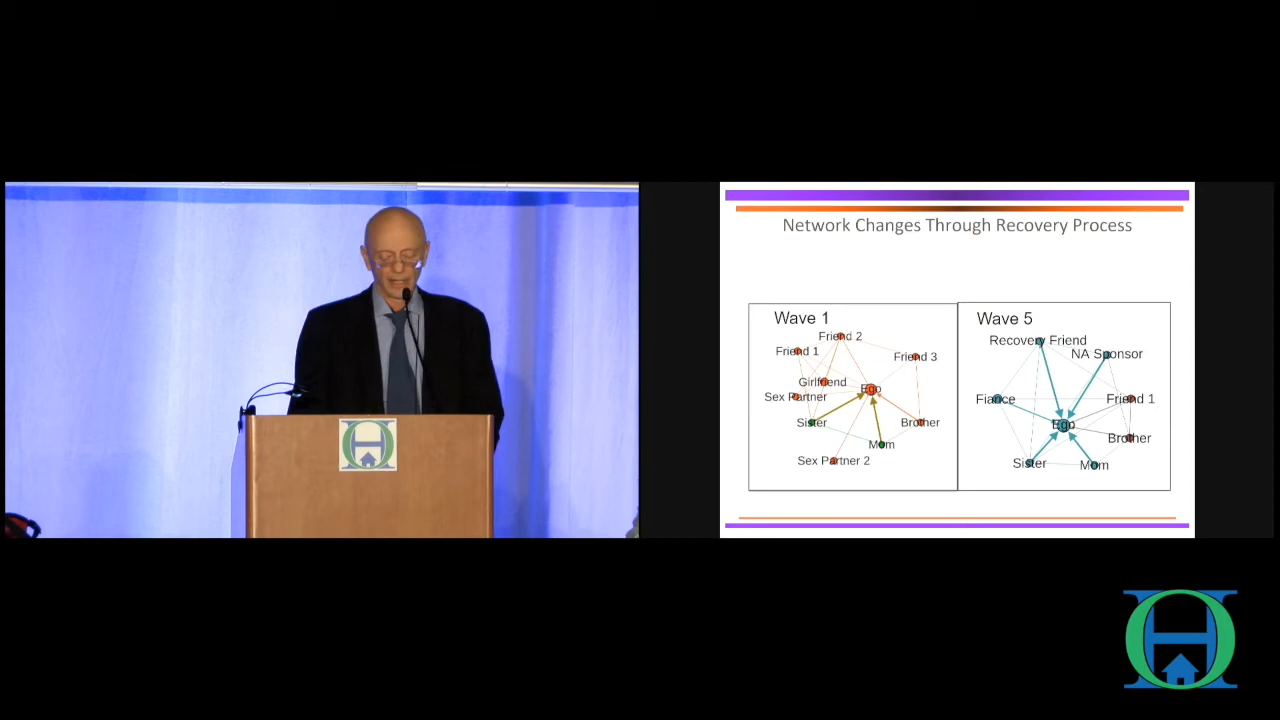 Network Changes Through Recovery Process
Wave 1
Friend 2
Friend 1
Friend 3
Girlfriend
Ego
Sex Partner
Sister
Brother
Mom
Sex Partner 2
Wave 5
Recovery Friend
NA Sponsor
Fiance
Friend 1
Ego
Brother
Sister
Mom